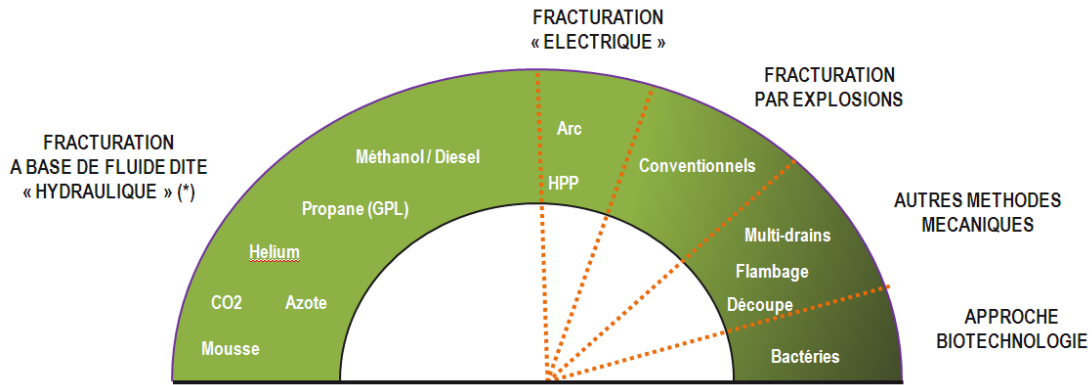 FRACTURATION
A BASE DE FLUIDE DITE
« HYDRAULIQUE » (*)
FRACTURATION
« ELECTRIQUE »
FRACTURATION
PAR EXPLOSIONS
AUTRES METHODES
MECANIQUES
APPROCHE
BIOTECHNOLOGIE
Méthanol / Diesel
Propane (GPL)
Helium
CO2
Azote
Mousse
Arc
HPP
Conventionnels
Multi-drains
Flambage
Découpe
Bactéries